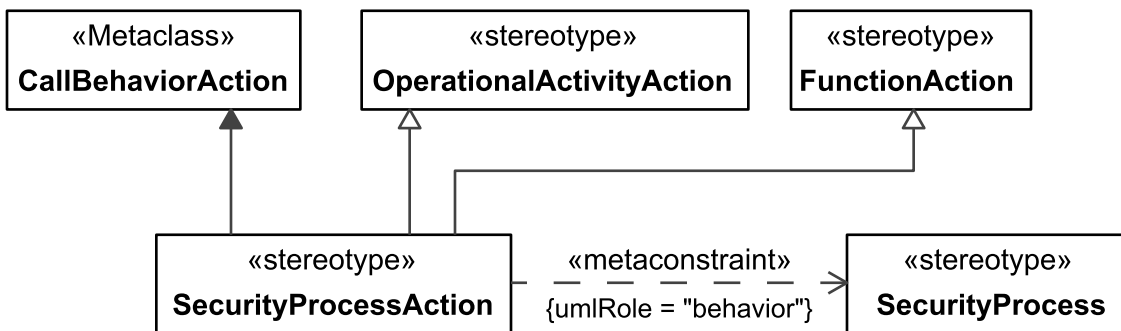 «Metaclass»
CallBehaviorAction
«stereotype»
OperationalActivityAction
«stereotype»
FunctionAction
«stereotype»
SecurityProcessAction
«metaconstraint»
{umlRole = "behavior"}
«stereotype»
SecurityProcess